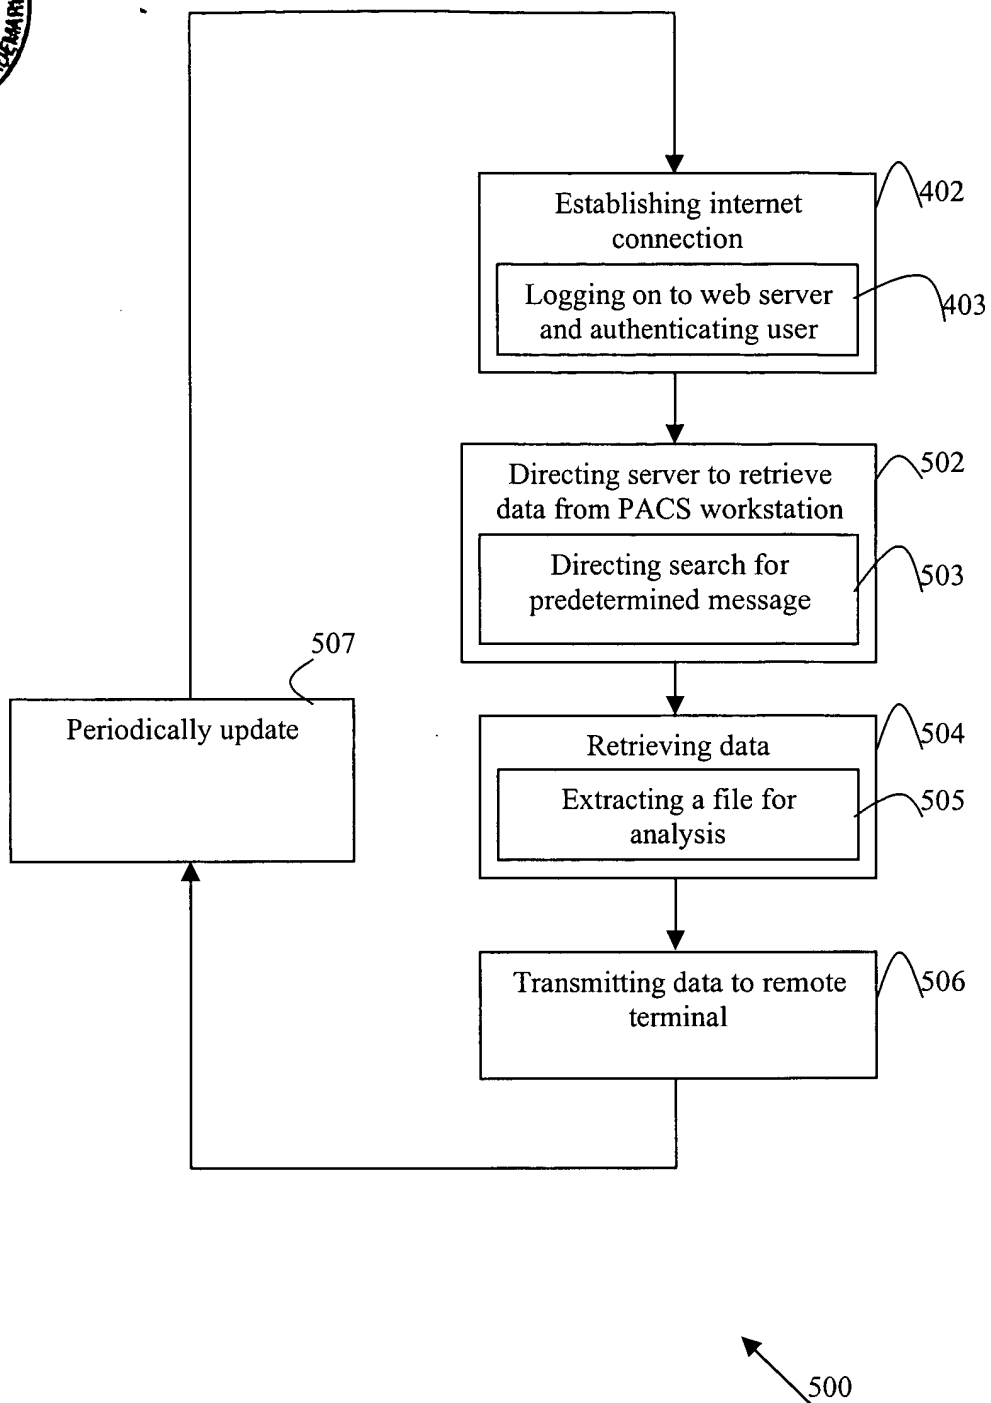 Establishing internet
connection
402
Logging on to web server
and authenticating user
403
Directing server to retrieve
data from PACS workstation
502
Directing search for
predetermined message
503
507
Periodically update
Retrieving data
504
Extracting a file for
analysis
505
Transmitting data to remote
terminal
506
500